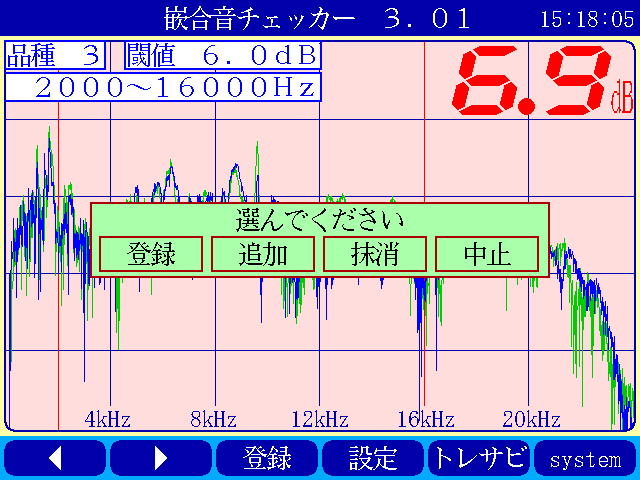 嵌合音チェッカー 3．01 15:18:05
品種 3 閾値 6．0dB 6.9dB
2000～16000Hz
選んでください
登録 追加 抹消 中止
4kHz 8kHz 12kHz 16kHz 20kHz
◀ ▶ 登録 設定 トレサビ system